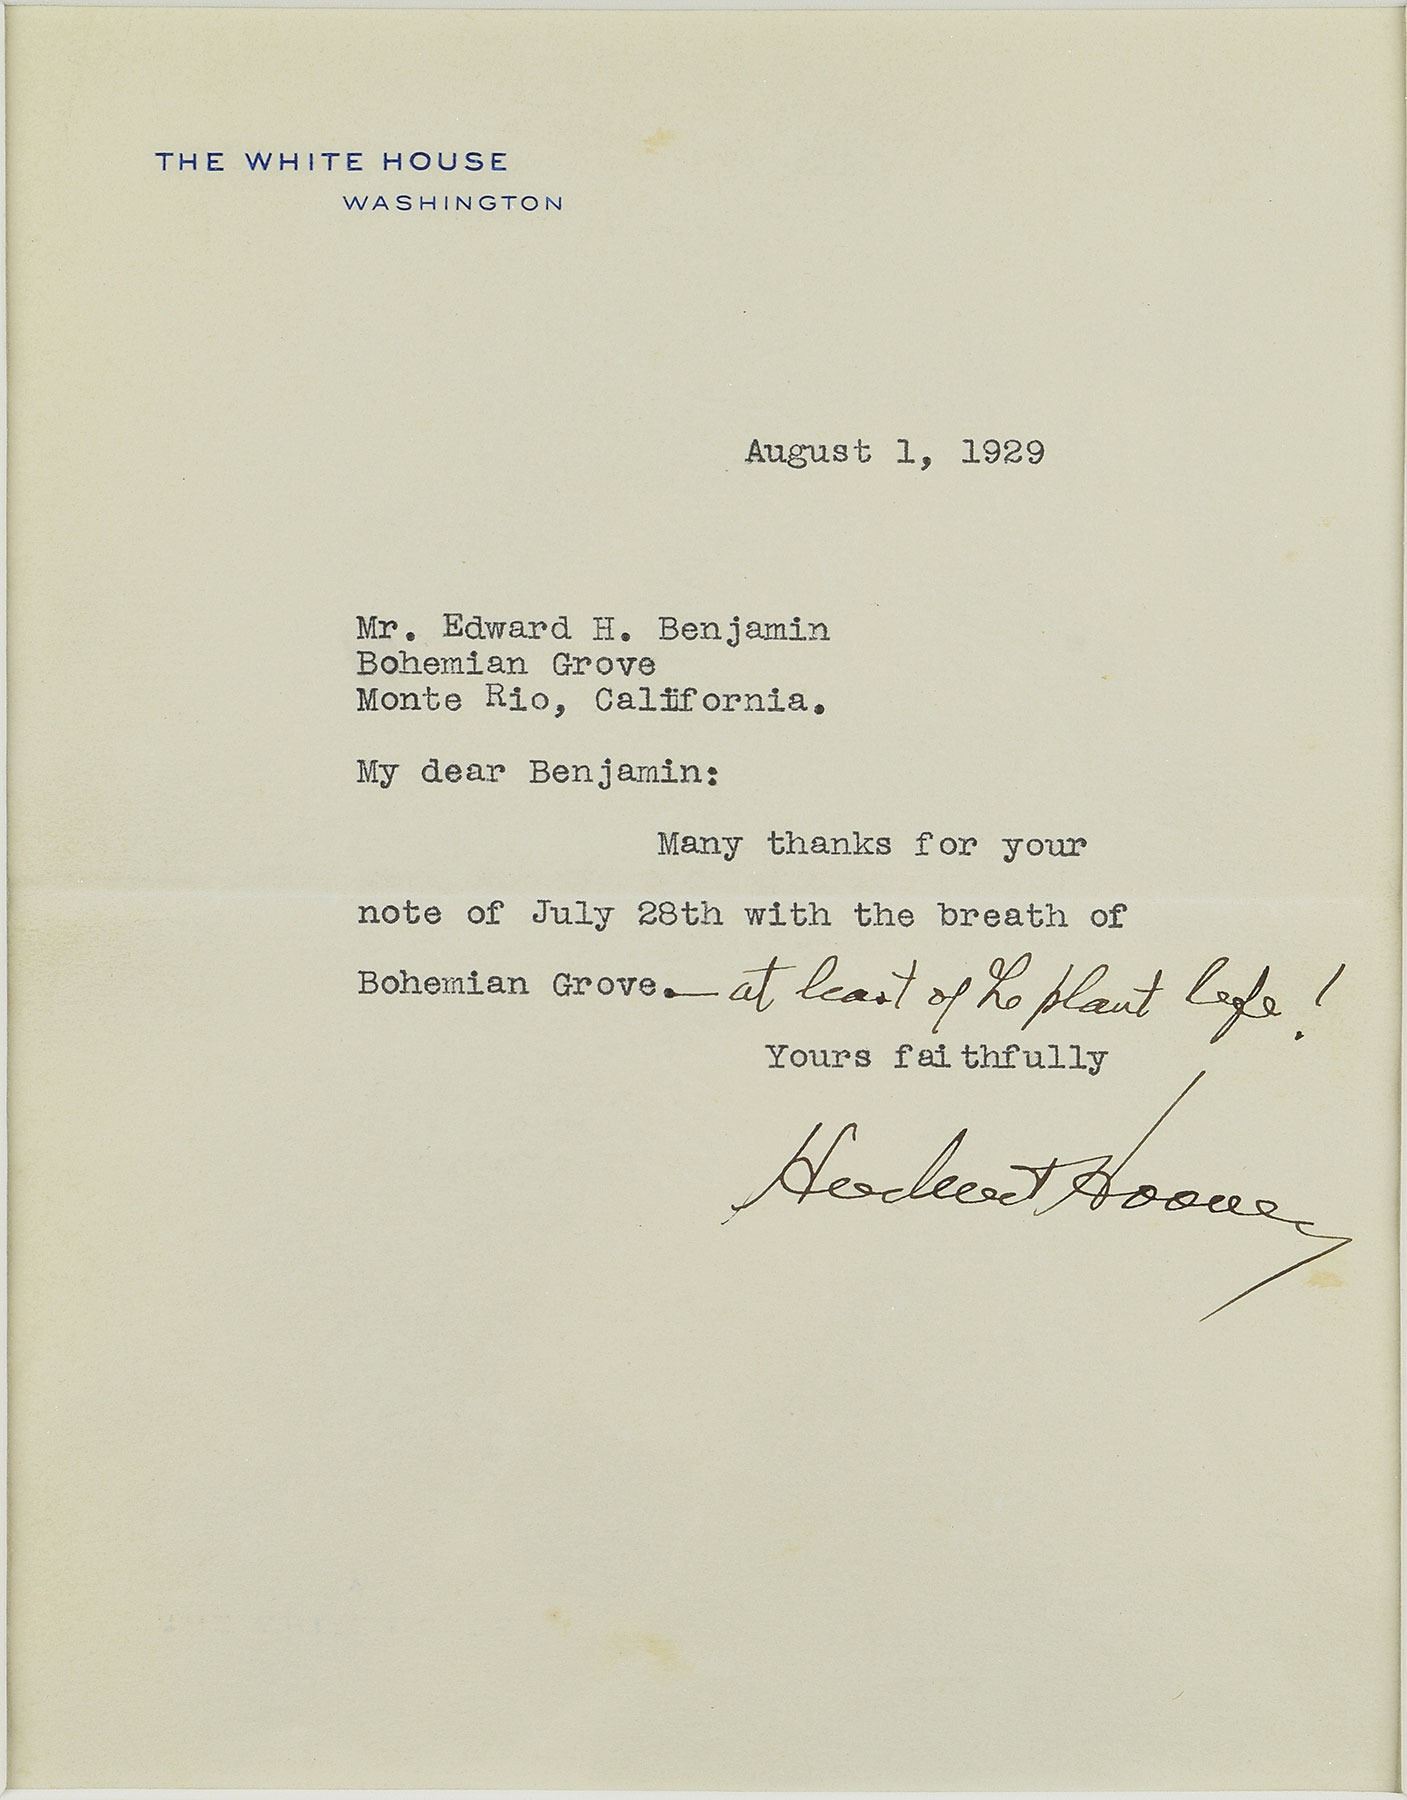 THE WHITE HOUSE
WASHINGTON
August 1, 1929
Mr. Edward H. Benjamin
Bohemian Grove
Monte Rio, California.
My dear Benjamin:
Many thanks for your
note of July 28th with the breath of
Bohemian Grove.— at least of the plant life!
Yours faithfully
Herbert Hoover